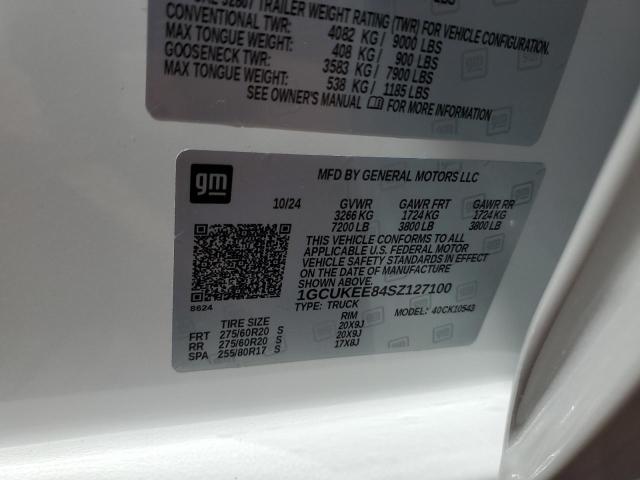 32807 TRAILER WEIGHT RATING (TWR) FOR VEHICLE CONFIGURATION.
CONVENTIONAL TWR: 4082 KG / 9000 LBS
MAX TONGUE WEIGHT: 408 KG / 900 LBS
GOOSENECK TWR: 3583 KG / 7900 LBS
MAX TONGUE WEIGHT: 538 KG / 1185 LBS
SEE OWNER'S MANUAL FOR MORE INFORMATION
gm
MFD BY GENERAL MOTORS LLC
10/24 GVWR GAWR FRT GAWR RR
3266 KG 1724 KG 1724 KG
7200 LB 3800 LB 3800 LB
THIS VEHICLE CONFORMS TO ALL
APPLICABLE U.S. FEDERAL MOTOR
VEHICLE SAFETY STANDARDS IN EFFECT
ON THE DATE OF MANUFACTURE
SHOWN ABOVE.
1GCUKEE84SZ127100
8624
TYPE: TRUCK MODEL: 40CK10543
TIRE SIZE RIM
FRT 275/60R20 S 20X9J
RR 275/60R20 S 20X9J
SPA 255/80R17 S 17X8J